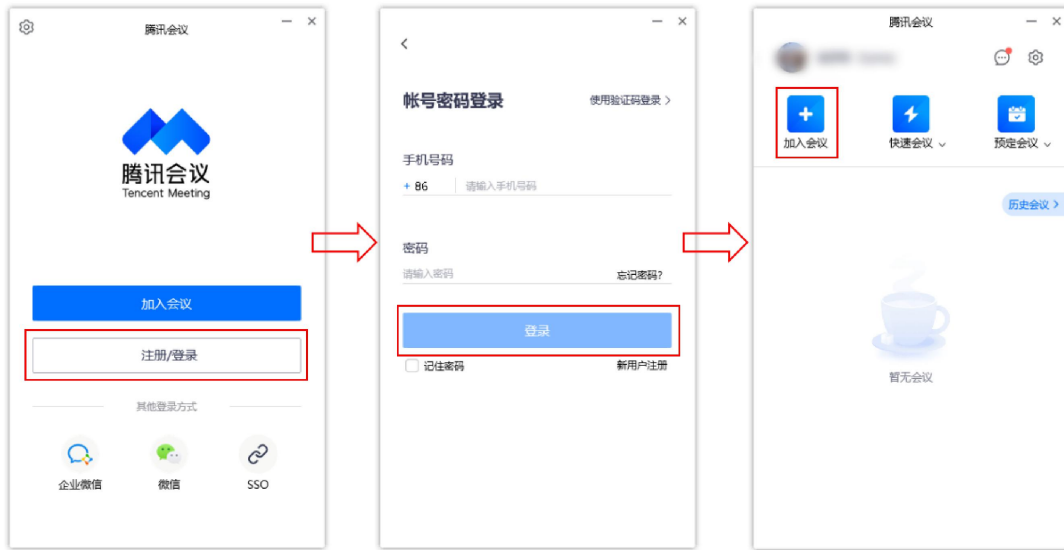 腾讯会议
腾讯会议
Tencent Meeting
加入会议
注册/登录
其他登录方式
企业微信
微信
SSO
帐号密码登录
使用验证码登录 >
手机号码
+ 86
请输入手机号码
密码
请输入密码
忘记密码?
登录
记住密码
新用户注册
腾讯会议
加入会议
快速会议
预定会议
历史会议 >
暂无会议